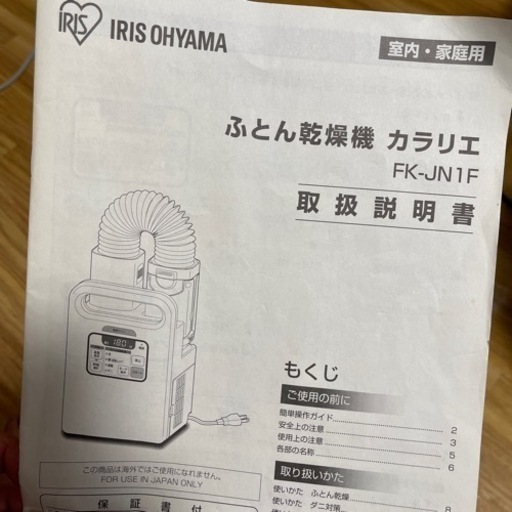 IRIS IRIS OHYAMA
室内・家庭用
ふとん乾燥機 カラリエ
FK-JN1F
取扱説明書
180
もくじ
ご使用の前に
簡単操作ガイド 2
安全上の注意 3
使用上の注意 5
各部の名称 6
取り扱いかた
使いかた ふとん乾燥 8
使いかた ダニ対策
この商品は海外ではご使用になれません。
FOR USE IN JAPAN ONLY
保証書付